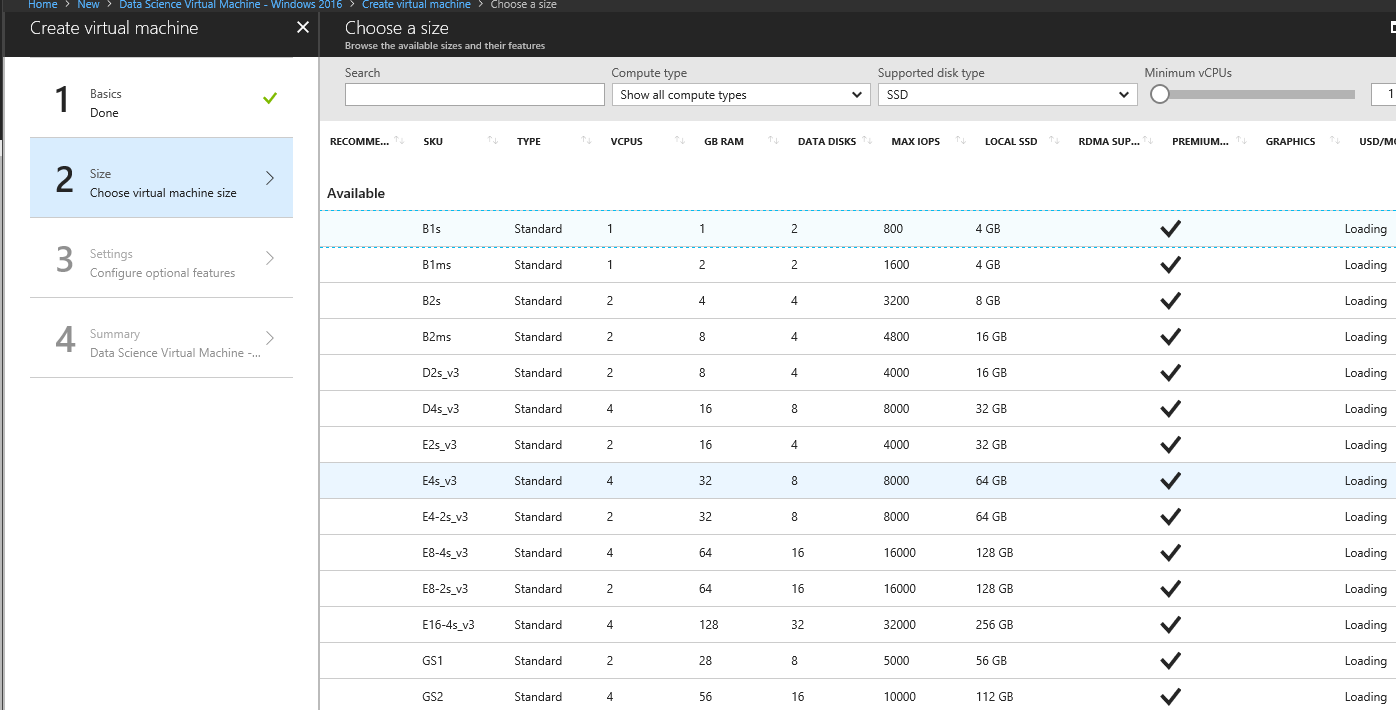 Home > New > Data Science Virtual Machine - Windows 2016 > Create virtual machine > Choose a size
Create virtual machine
1 Basics
Done
2 Size
Choose virtual machine size
3 Settings
Configure optional features
4 Summary
Data Science Virtual Machine -...
Choose a size
Browse the available sizes and their features
Search Compute type Supported disk type Minimum vCPUs
Show all compute types SSD 1
RECOMME... SKU TYPE VCPUS GB RAM DATA DISKS MAX IOPS LOCAL SSD RDMA SUP... PREMIUM... GRAPHICS USD/MO
Available
B1s Standard 1 1 2 800 4 GB Loading
B1ms Standard 1 2 2 1600 4 GB Loading
B2s Standard 2 4 4 3200 8 GB Loading
B2ms Standard 2 8 4 4800 16 GB Loading
D2s_v3 Standard 2 8 4 4000 16 GB Loading
D4s_v3 Standard 4 16 8 8000 32 GB Loading
E2s_v3 Standard 2 16 4 4000 32 GB Loading
E4s_v3 Standard 4 32 8 8000 64 GB Loading
E4-2s_v3 Standard 2 32 8 8000 64 GB Loading
E8-4s_v3 Standard 4 64 16 16000 128 GB Loading
E8-2s_v3 Standard 2 64 16 16000 128 GB Loading
E16-4s_v3 Standard 4 128 32 32000 256 GB Loading
GS1 Standard 2 28 8 5000 56 GB Loading
GS2 Standard 4 56 16 10000 112 GB Loading